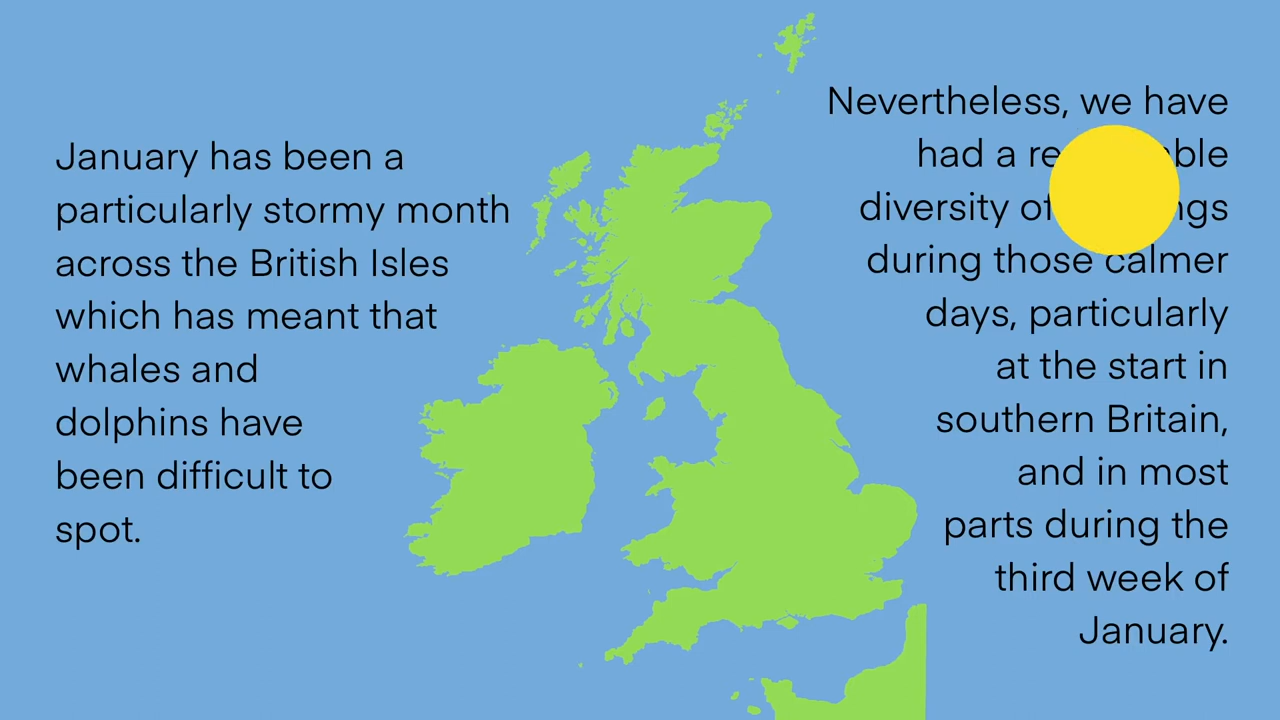 January has been a
particularly stormy month
across the British Isles
which has meant that
whales and
dolphins have
been difficult to
spot.
Nevertheless, we have
had a
diversity of
during those calmer
days, particularly
at the start in
southern Britain,
and in most
parts during the
third week of
January.